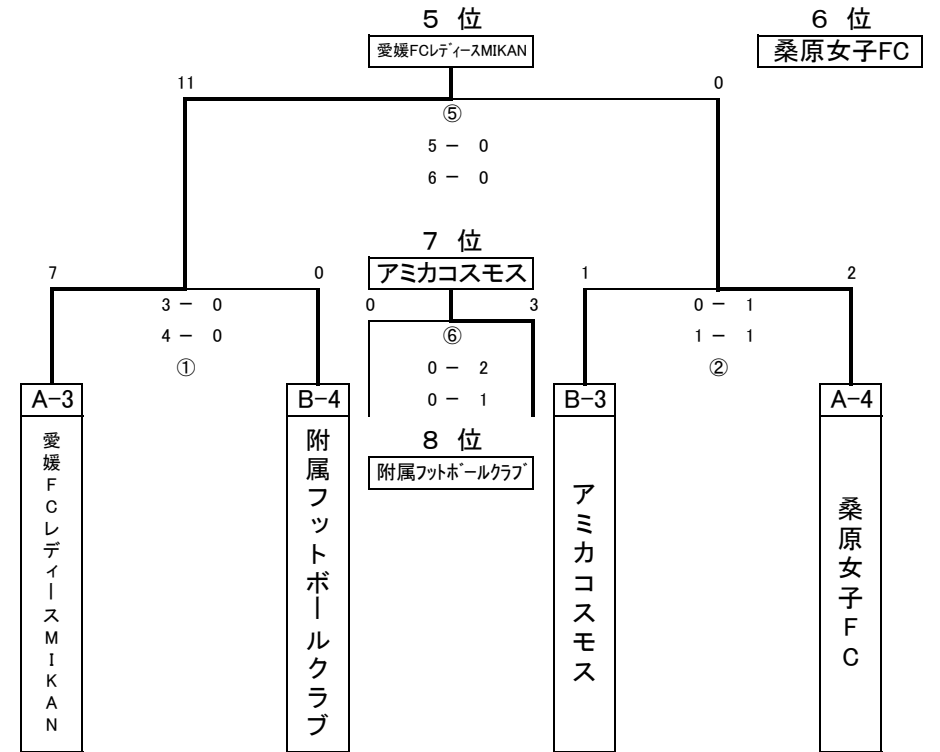 ５ 位
愛媛FCﾚﾃﾞｨｰｽMIKAN
６ 位
桑原女子FC
11
0
⑤
5 － 0
6 － 0
７ 位
アミカコスモス
7
0
3 － 0
4 － 0
①
0
3
⑥
0 － 2
0 － 1
1
2
0 － 1
1 － 1
②
８ 位
附属ﾌｯﾄﾎﾞｰﾙｸﾗﾌﾞ
A-3
愛媛FCレディースMIKAN
B-4
附属フットボールクラブ
B-3
アミカコスモス
A-4
桑原女子FC